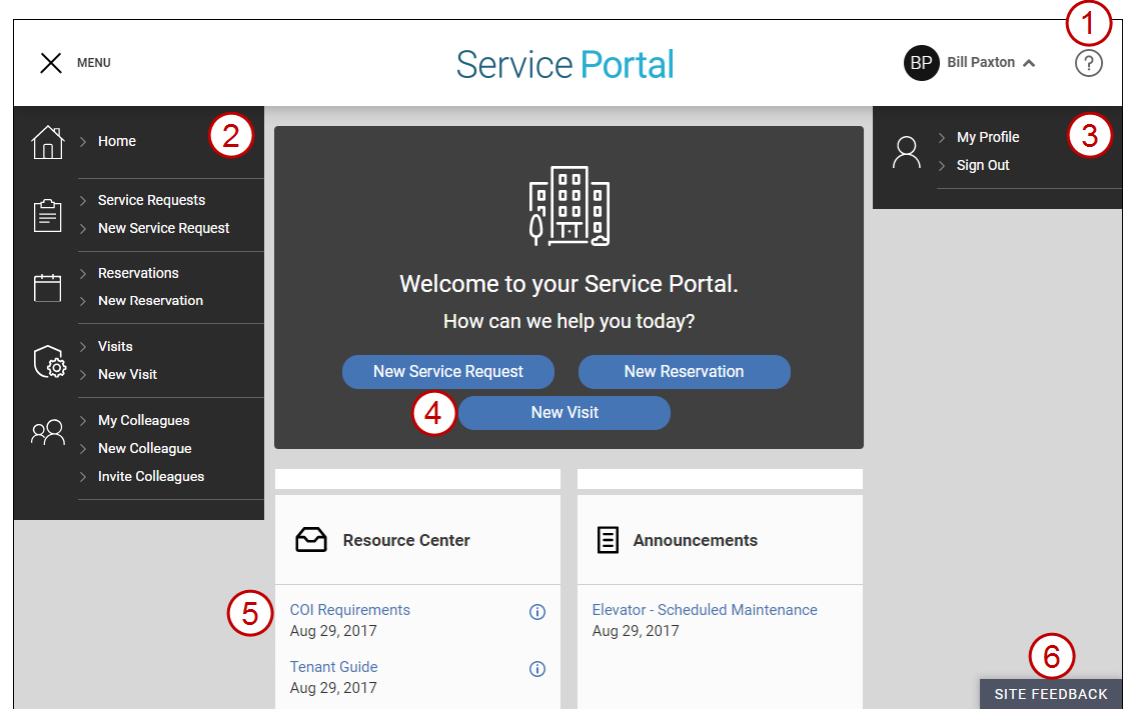 1
MENU
Service Portal
BP Bill Paxton
?
2
Home
Service Requests
New Service Request
Reservations
New Reservation
Visits
New Visit
My Colleagues
New Colleague
Invite Colleagues
3
My Profile
Sign Out
Welcome to your Service Portal.
How can we help you today?
New Service Request New Reservation
4 New Visit
Resource Center
5
COI Requirements
Aug 29, 2017
Tenant Guide
Aug 29, 2017
Announcements
Elevator - Scheduled Maintenance
Aug 29, 2017
6
SITE FEEDBACK